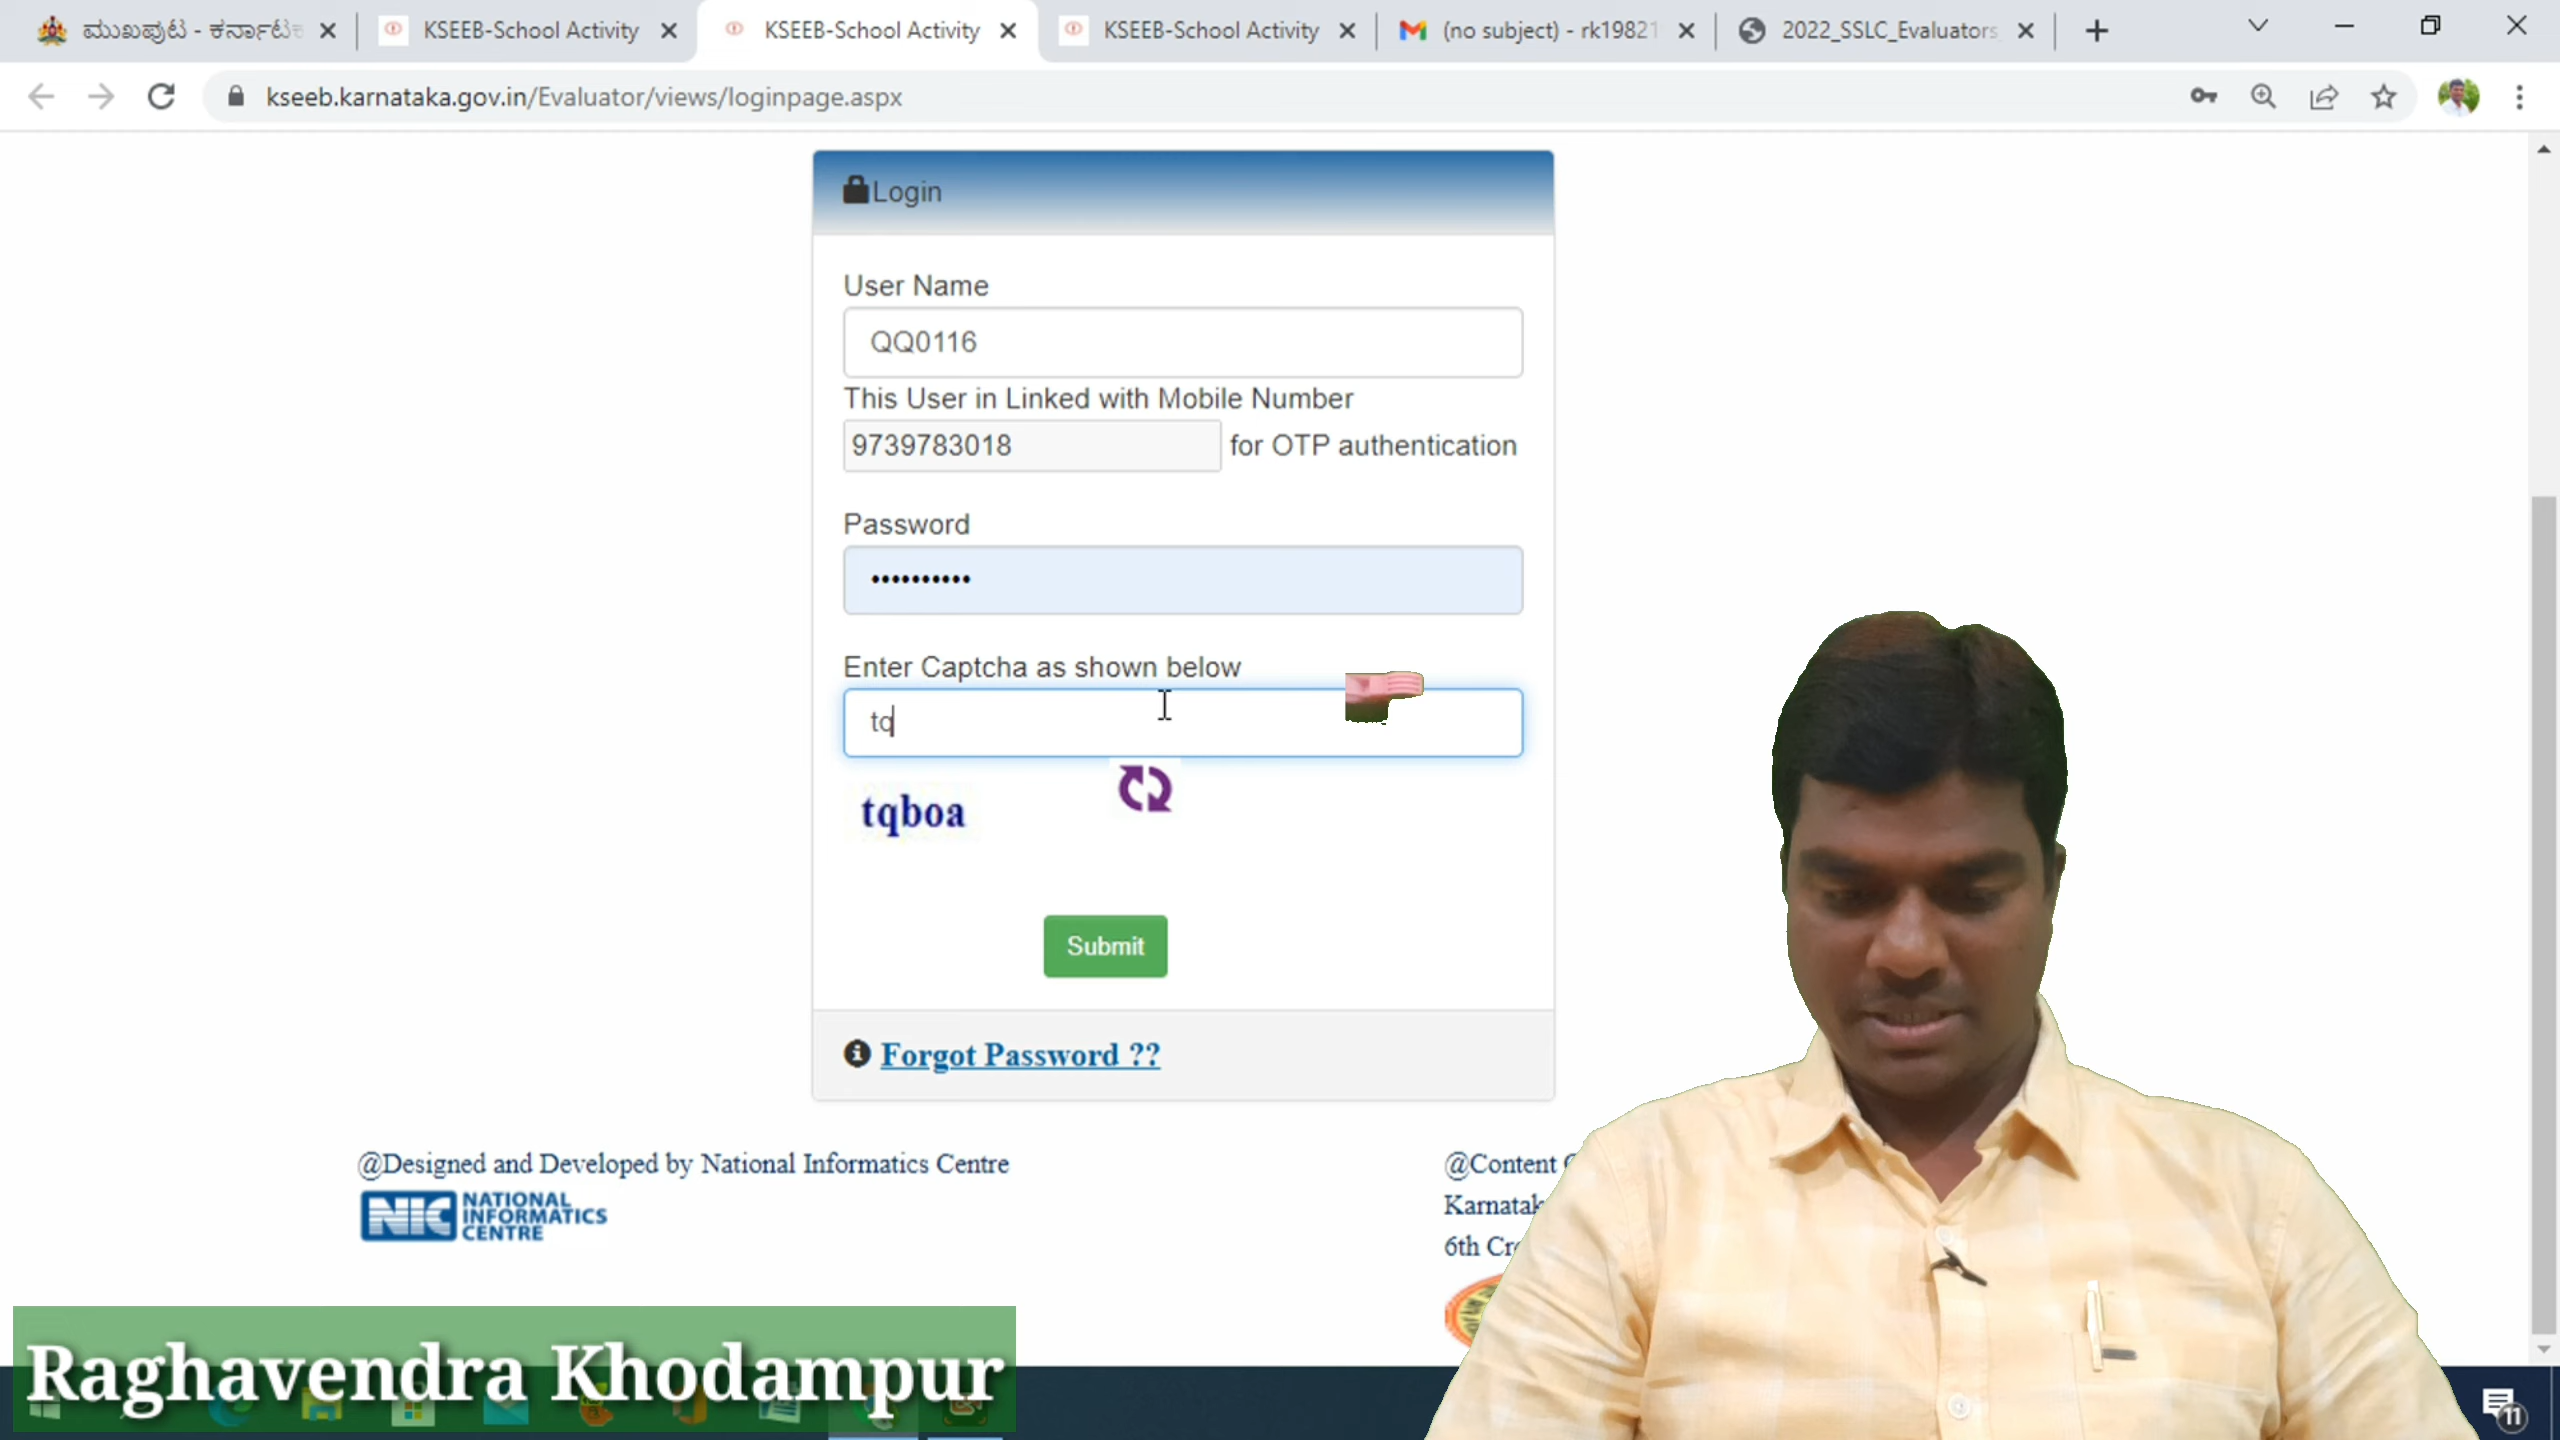 ಮುಖಪುಟ - ಕರ್ನಾಟಕ
KSEEB-School Activity
KSEEB-School Activity
KSEEB-School Activity
(no subject) - rk19821
2022_SSLC_Evaluators
kseeb.karnataka.gov.in/Evaluator/views/loginpage.aspx
Login
User Name
QQ0116
This User in Linked with Mobile Number
9739783018 for OTP authentication
Password
••••••••••
Enter Captcha as shown below
tq
tqboa
Submit
Forgot Password ??
@Designed and Developed by National Informatics Centre
NIC NATIONAL INFORMATICS CENTRE
@Content
Karnatak
6th Cr
Raghavendra Khodampur
11